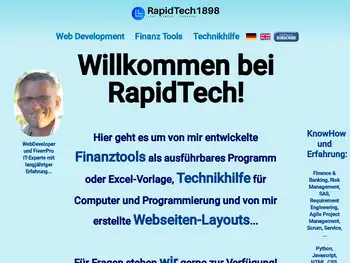 RapidTech1898
Web Development Finanz Tools Technikhilfe SUBSCRIBE
Willkommen bei
RapidTech!
WebDeveloper
und FiverrPro
IT-Experte mit
langjähriger
Erfahrung...
Hier geht es um von mir entwickelte
Finanztools als ausführbares Programm
oder Excel-Vorlage, Technikhilfe für
Computer und Programmierung und von mir
erstellte Webseiten-Layouts...
Für Fragen stehen wir gerne zur Verfügung!
KnowHow
und
Erfahrung:
Finance &
Banking, Risk
Management,
SAS,
Requirement
Engineering,
Agile Project
Management,
Scrum, Service,
...
Python,
Javascript,
HTML, CSS